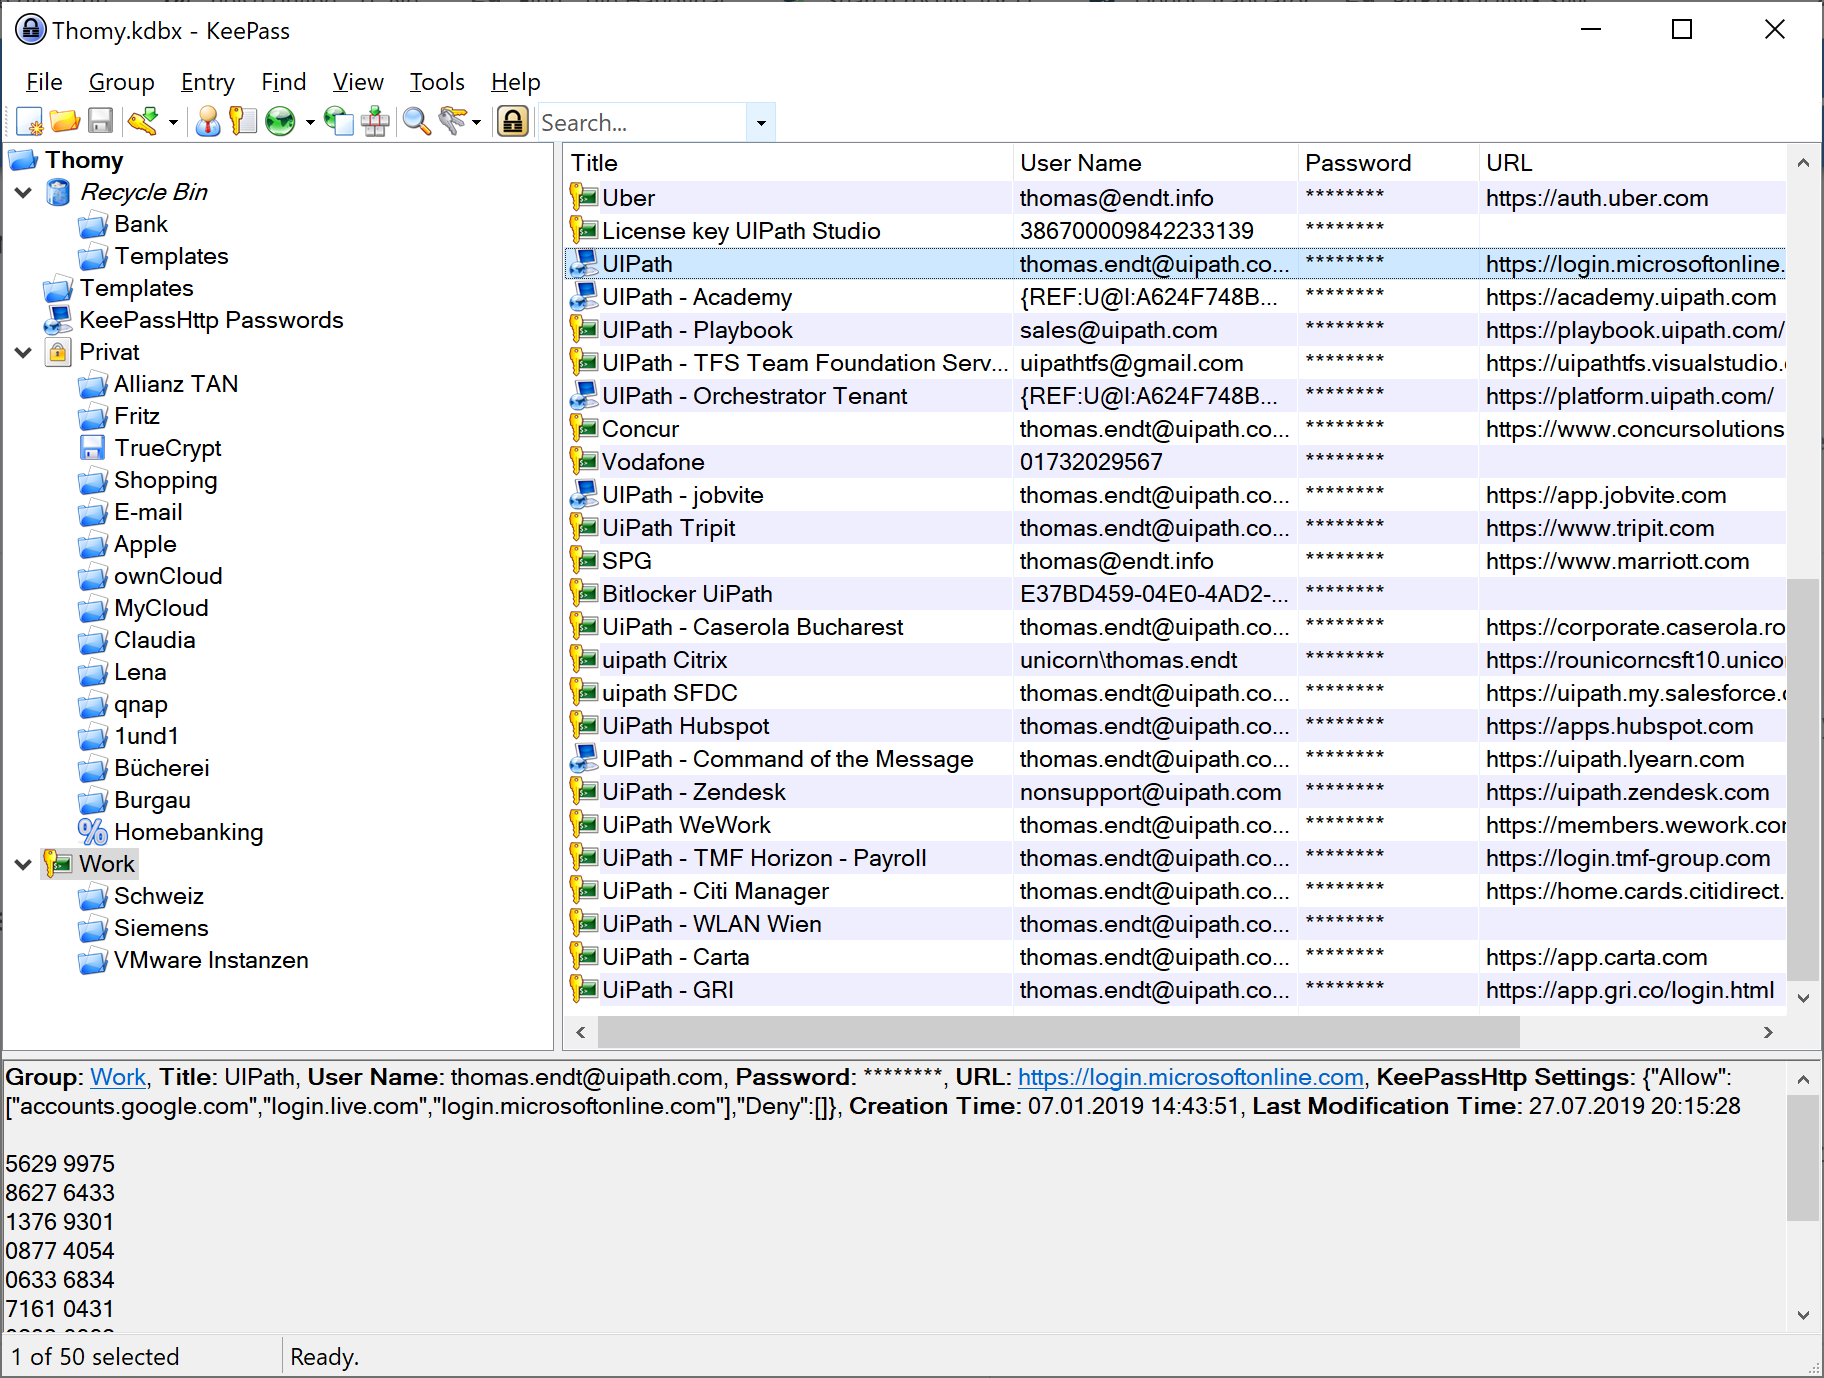 Thomy.kdbx - KeePass
File Group Entry Find View Tools Help
Search...
Thomy
Recycle Bin
Bank
Templates
Templates
KeePassHttp Passwords
Privat
Allianz TAN
Fritz
TrueCrypt
Shopping
E-mail
Apple
ownCloud
MyCloud
Claudia
Lena
qnap
1und1
Bücherei
Burgau
Homebanking
Work
Schweiz
Siemens
VMware Instanzen
Title User Name Password URL
Uber thomas@endt.info ******** https://auth.uber.com
License key UIPath Studio 386700009842233139 ********
UIPath thomas.endt@uipath.co... ******** https://login.microsoftonline.
UIPath - Academy {REF:U@I:A624F748B... ******** https://academy.uipath.com
UIPath - Playbook sales@uipath.com ******** https://playbook.uipath.com/
UIPath - TFS Team Foundation Serv... uipathtfs@gmail.com ******** https://uipathtfs.visualstudio.
UIPath - Orchestrator Tenant {REF:U@I:A624F748B... ******** https://platform.uipath.com/
Concur thomas.endt@uipath.co... ******** https://www.concursolutions
Vodafone 01732029567 ********
UIPath - jobvite thomas.endt@uipath.co... ******** https://app.jobvite.com
UiPath Tripit thomas.endt@uipath.co... ******** https://www.tripit.com
SPG thomas@endt.info ******** https://www.marriott.com
Bitlocker UiPath E37BD459-04E0-4AD2-... ********
UiPath - Caserola Bucharest thomas.endt@uipath.co... ******** https://corporate.caserola.ro
uipath Citrix unicorn\thomas.endt ******** https://rounicorncsft10.unico
uipath SFDC thomas.endt@uipath.co... ******** https://uipath.my.salesforce.
UiPath Hubspot thomas.endt@uipath.co... ******** https://apps.hubspot.com
UIPath - Command of the Message thomas.endt@uipath.co... ******** https://uipath.lyearn.com
UiPath - Zendesk nonsupport@uipath.com ******** https://uipath.zendesk.com
UiPath WeWork thomas.endt@uipath.co... ******** https://members.wework.com
UiPath - TMF Horizon - Payroll thomas.endt@uipath.co... ******** https://login.tmf-group.com
UiPath - Citi Manager thomas.endt@uipath.co... ******** https://home.cards.citidirect.
UiPath - WLAN Wien thomas.endt@uipath.co... ********
UiPath - Carta thomas.endt@uipath.co... ******** https://app.carta.com
UiPath - GRI thomas.endt@uipath.co... ******** https://app.gri.co/login.html
Group: Work, Title: UIPath, User Name: thomas.endt@uipath.com, Password: ********, URL: https://login.microsoftonline.com, KeePassHttp Settings: {"Allow":
["accounts.google.com","login.live.com","login.microsoftonline.com"],"Deny":[]}, Creation Time: 07.01.2019 14:43:51, Last Modification Time: 27.07.2019 20:15:28
5629 9975
8627 6433
1376 9301
0877 4054
0633 6834
7161 0431
1 of 50 selected Ready.